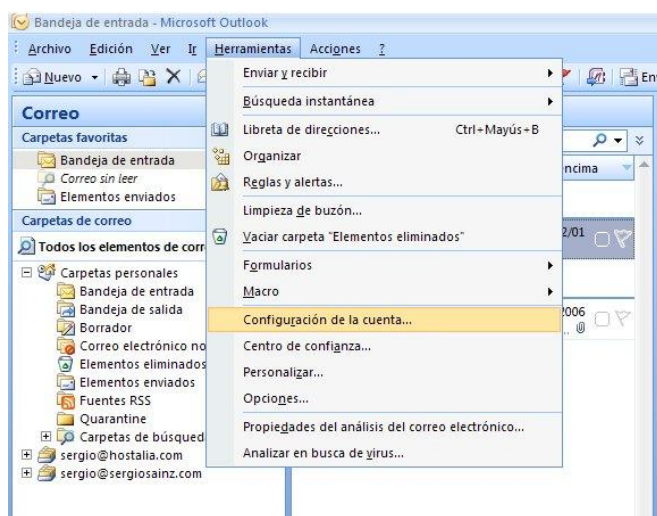 Bandeja de entrada - Microsoft Outlook
Archivo Edición Ver Ir Herramientas Acciones ?
Nuevo
Correo
Carpetas favoritas
Bandeja de entrada
Correo sin leer
Elementos enviados
Carpetas de correo
Todos los elementos de corr
Carpetas personales
Bandeja de entrada
Bandeja de salida
Borrador
Correo electrónico no
Elementos eliminados
Elementos enviados
Fuentes RSS
Quarantine
Carpetas de búsqued
sergio@hostalia.com
sergio@sergiosainz.com
Enviar y recibir
Búsqueda instantánea
Libreta de direcciones... Ctrl+Mayús+B
Organizar
Reglas y alertas...
Limpieza de buzón...
Vaciar carpeta "Elementos eliminados"
Formularios
Macro
Configuración de la cuenta...
Centro de confianza...
Personalizar...
Opciones...
Propiedades del análisis del correo electrónico...
Analizar en busca de virus...
En
ncima
2/01
2006